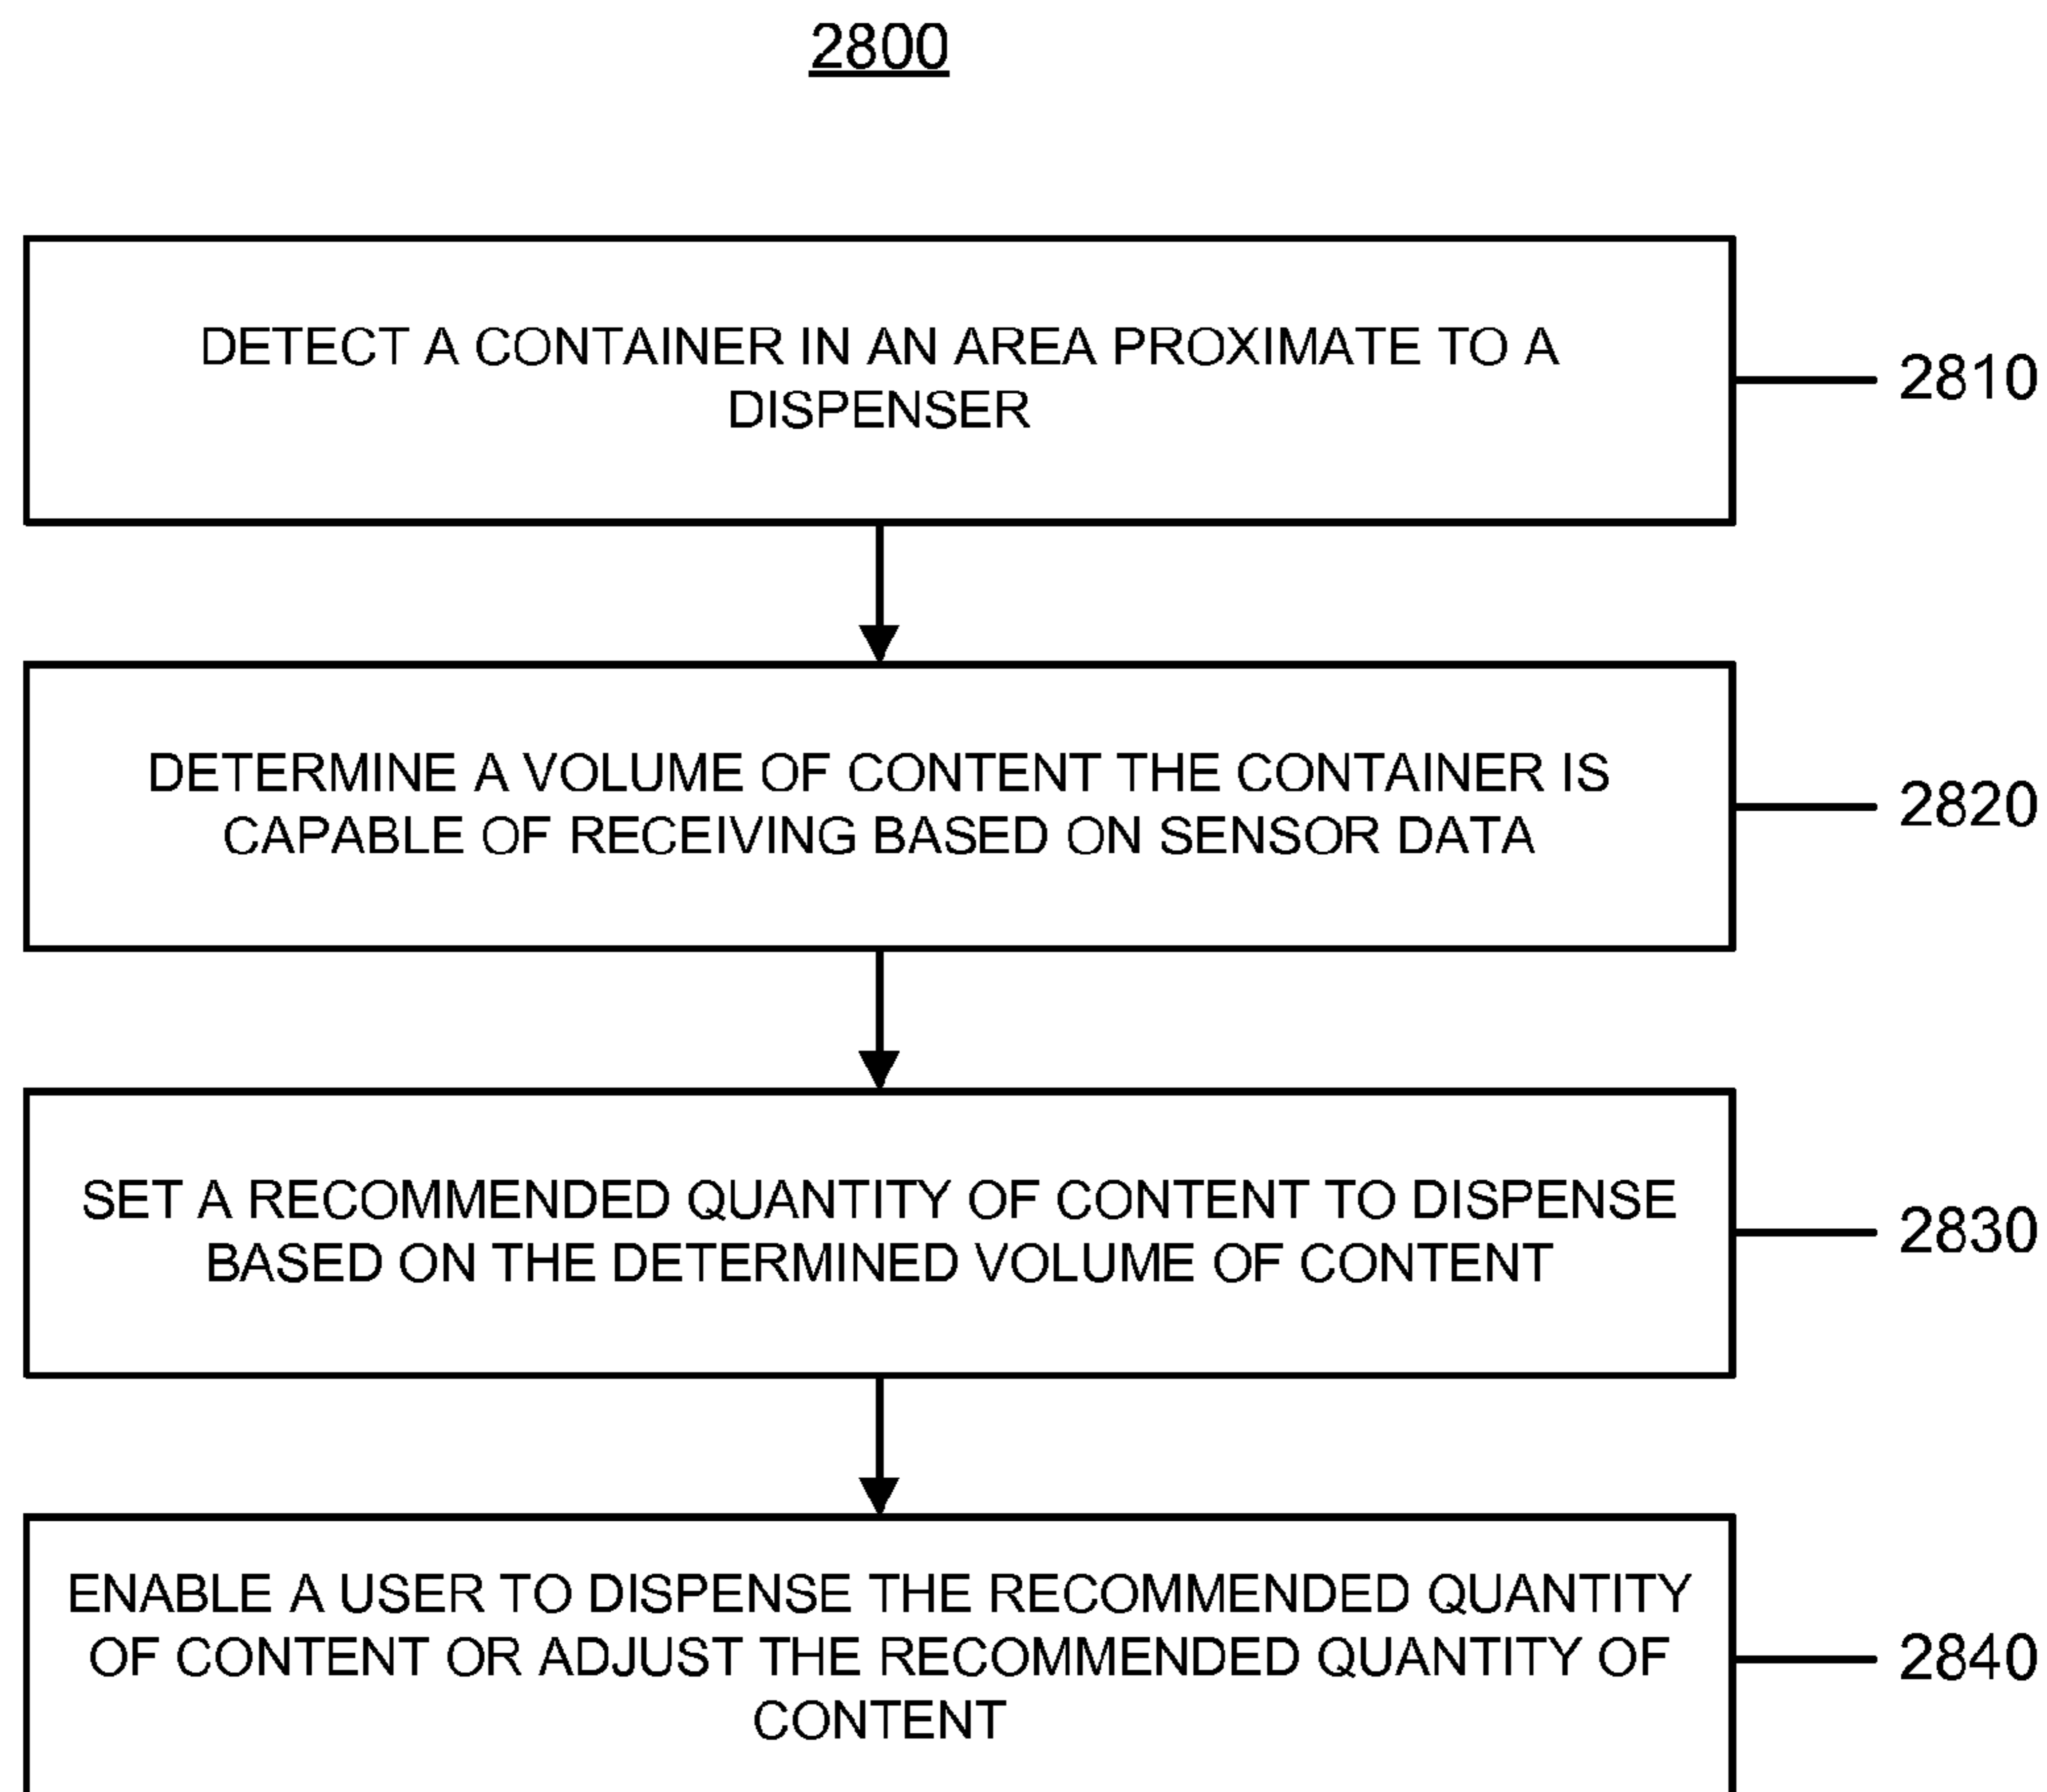 2800
DETECT A CONTAINER IN AN AREA PROXIMATE TO A
DISPENSER
2810
DETERMINE A VOLUME OF CONTENT THE CONTAINER IS
CAPABLE OF RECEIVING BASED ON SENSOR DATA
2820
SET A RECOMMENDED QUANTITY OF CONTENT TO DISPENSE
BASED ON THE DETERMINED VOLUME OF CONTENT
2830
ENABLE A USER TO DISPENSE THE RECOMMENDED QUANTITY
OF CONTENT OR ADJUST THE RECOMMENDED QUANTITY OF
CONTENT
2840